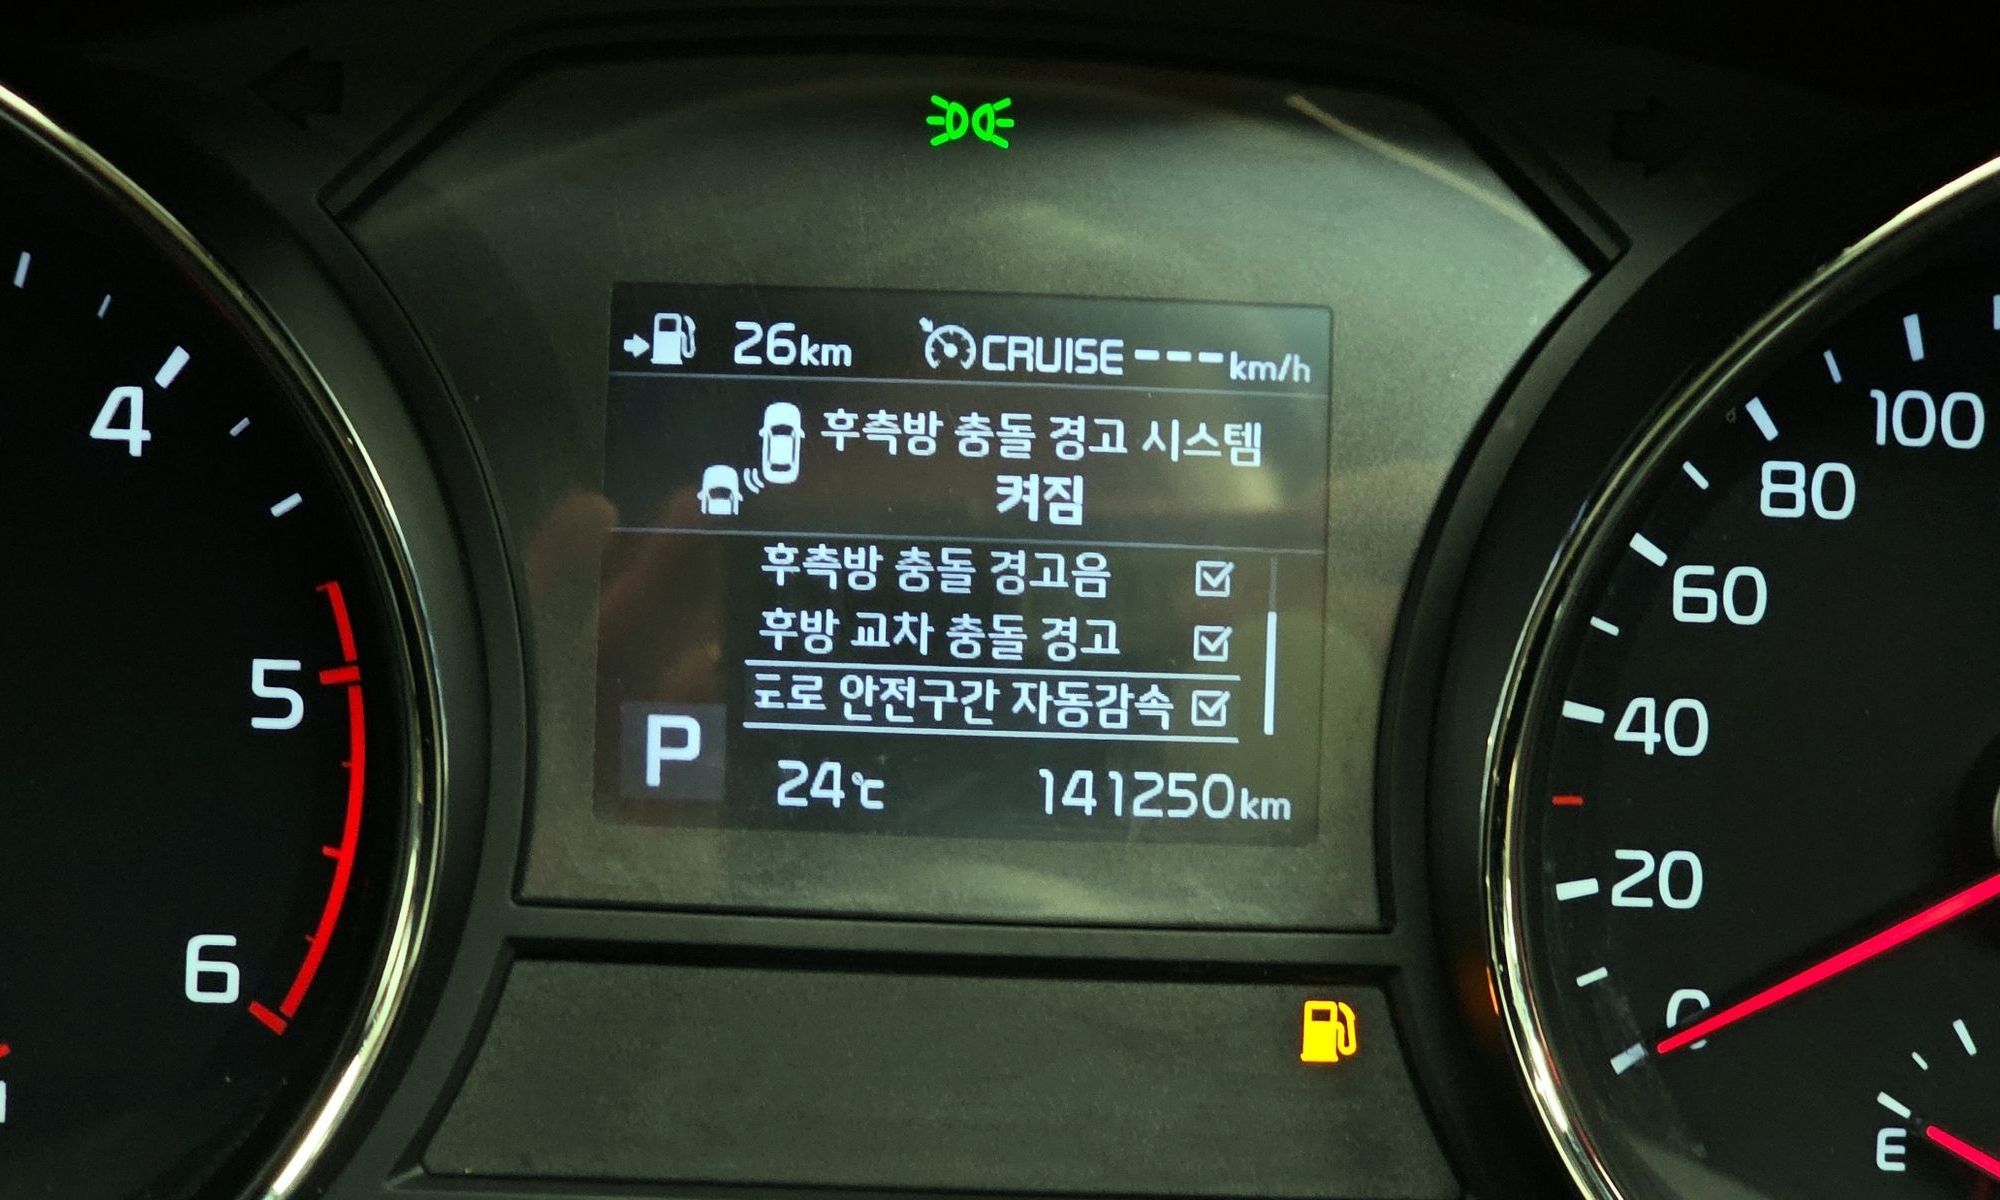 26km CRUISE ---km/h
후측방 충돌 경고 시스템
켜짐
후측방 충돌 경고음
후방 교차 충돌 경고
로 안전구간 자동감속
P
24℃ 141250km
4
5
6
100
80
60
40
20
0
E